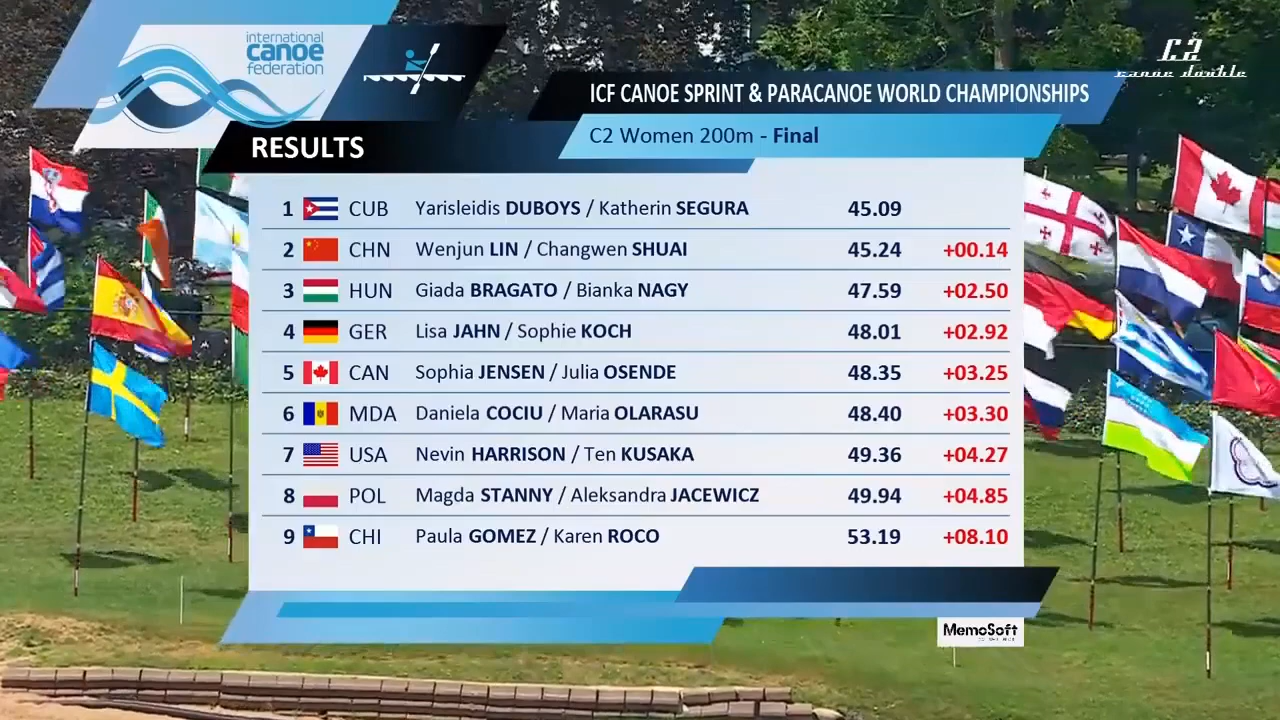 international
canoe
federation
C2
canoe double
ICF CANOE SPRINT & PARACANOE WORLD CHAMPIONSHIPS
C2 Women 200m - Final
RESULTS
1 CUB Yarisleidis DUBOYS / Katherin SEGURA 45.09
2 CHN Wenjun LIN / Changwen SHUAI 45.24 +00.14
3 HUN Giada BRAGATO / Bianka NAGY 47.59 +02.50
4 GER Lisa JAHN / Sophie KOCH 48.01 +02.92
5 CAN Sophia JENSEN / Julia OSENDE 48.35 +03.25
6 MDA Daniela COCIU / Maria OLARASU 48.40 +03.30
7 USA Nevin HARRISON / Ten KUSAKA 49.36 +04.27
8 POL Magda STANNY / Aleksandra JACEWICZ 49.94 +04.85
9 CHI Paula GOMEZ / Karen ROCO 53.19 +08.10
MemoSoft